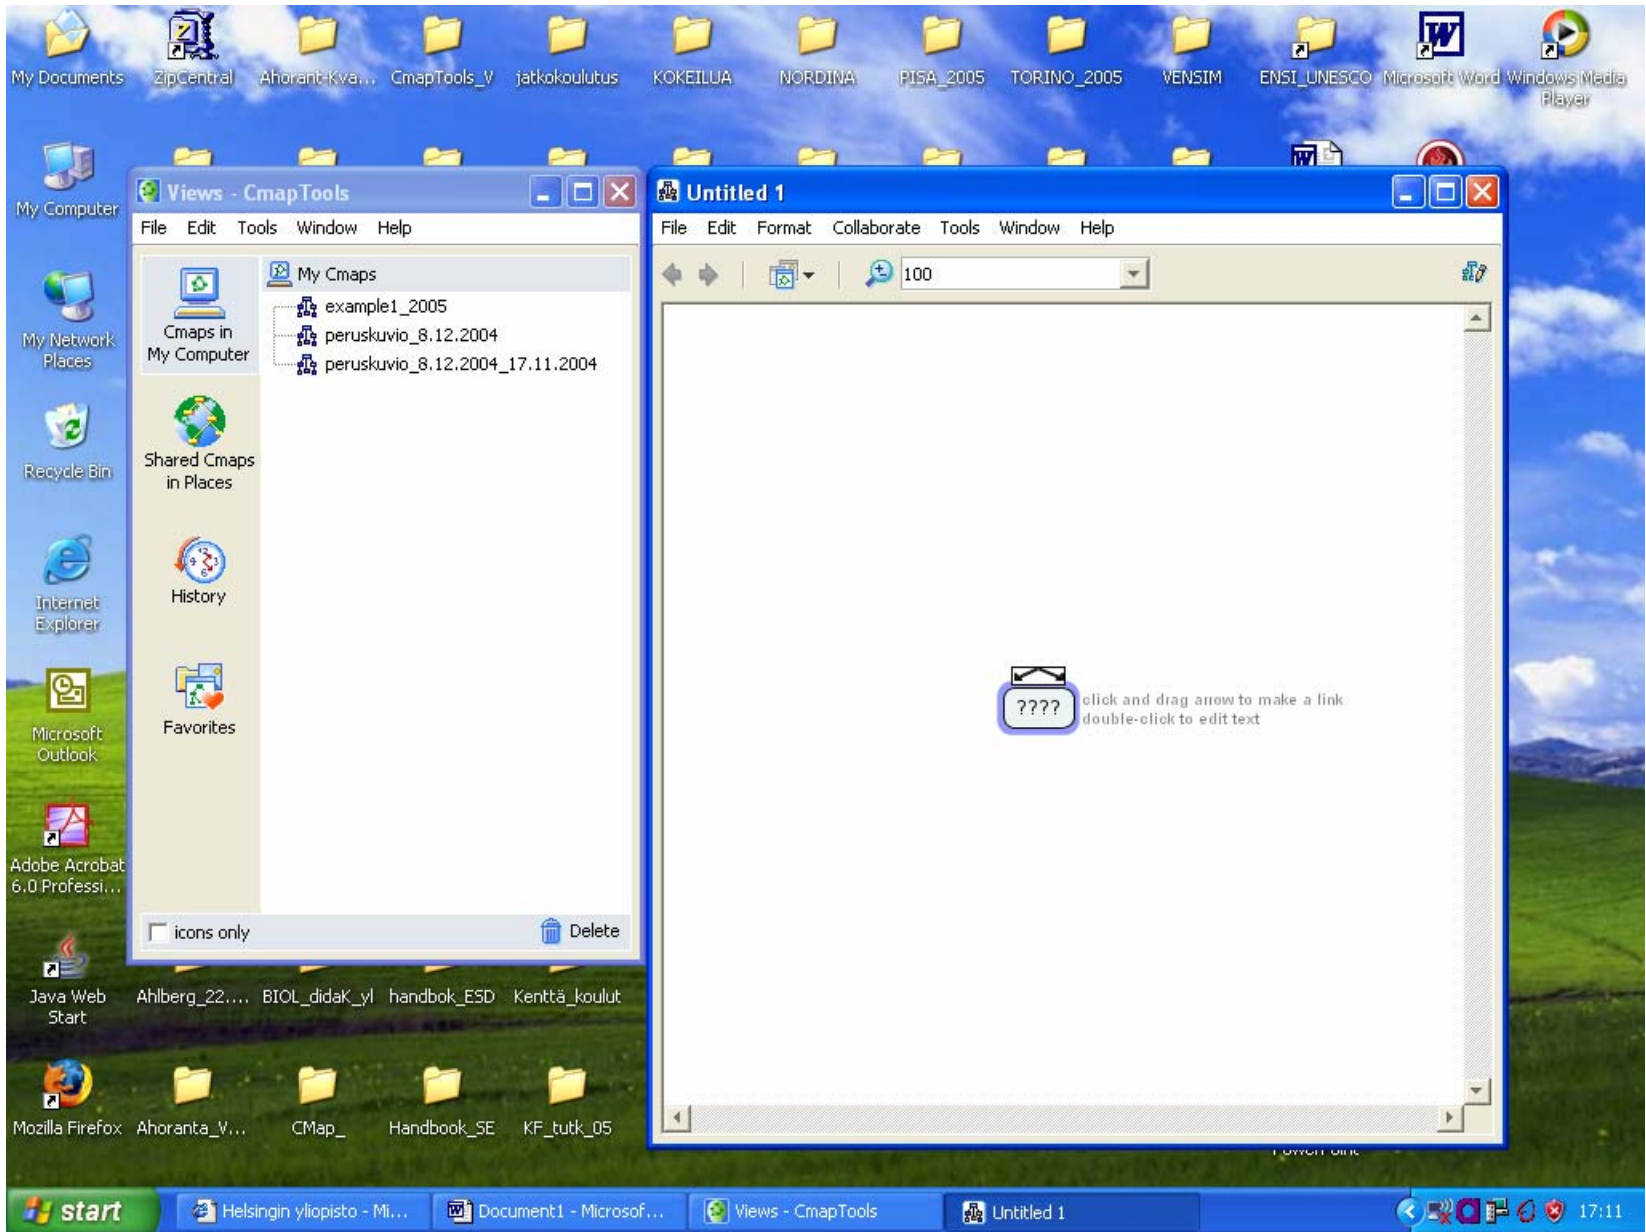 My Documents
ZipCentral
Ahorant-Kva...
CmapTools_V
jatkokoulutus
KOKEILUA
NORDINA
PISA_2005
TORINO_2005
VENSIM
ENSI_UNESCO
Microsoft Word
Windows Media
Player
My Computer
My Network
Places
Recycle Bin
Internet
Explorer
Microsoft
Outlook
Adobe Acrobat
6.0 Professi...
Java Web
Start
Mozilla Firefox
Views - CmapTools
File Edit Tools Window Help
Cmaps in
My Computer
Shared Cmaps
in Places
History
Favorites
My Cmaps
example1_2005
peruskuvio_8.12.2004
peruskuvio_8.12.2004_17.11.2004
icons only
Delete
Untitled 1
File Edit Format Collaborate Tools Window Help
100
????
click and drag arrow to make a link
double-click to edit text
Ahlberg_22....
BIOL_didaK_yl
handbok_ESD
Kenttä_koulut
Ahoranta_V...
CMap_
Handbook_SE
KF_tutk_05
PowerPoint
start
Helsingin yliopisto - Mi...
Document1 - Microsof...
Views - CmapTools
Untitled 1
17:11